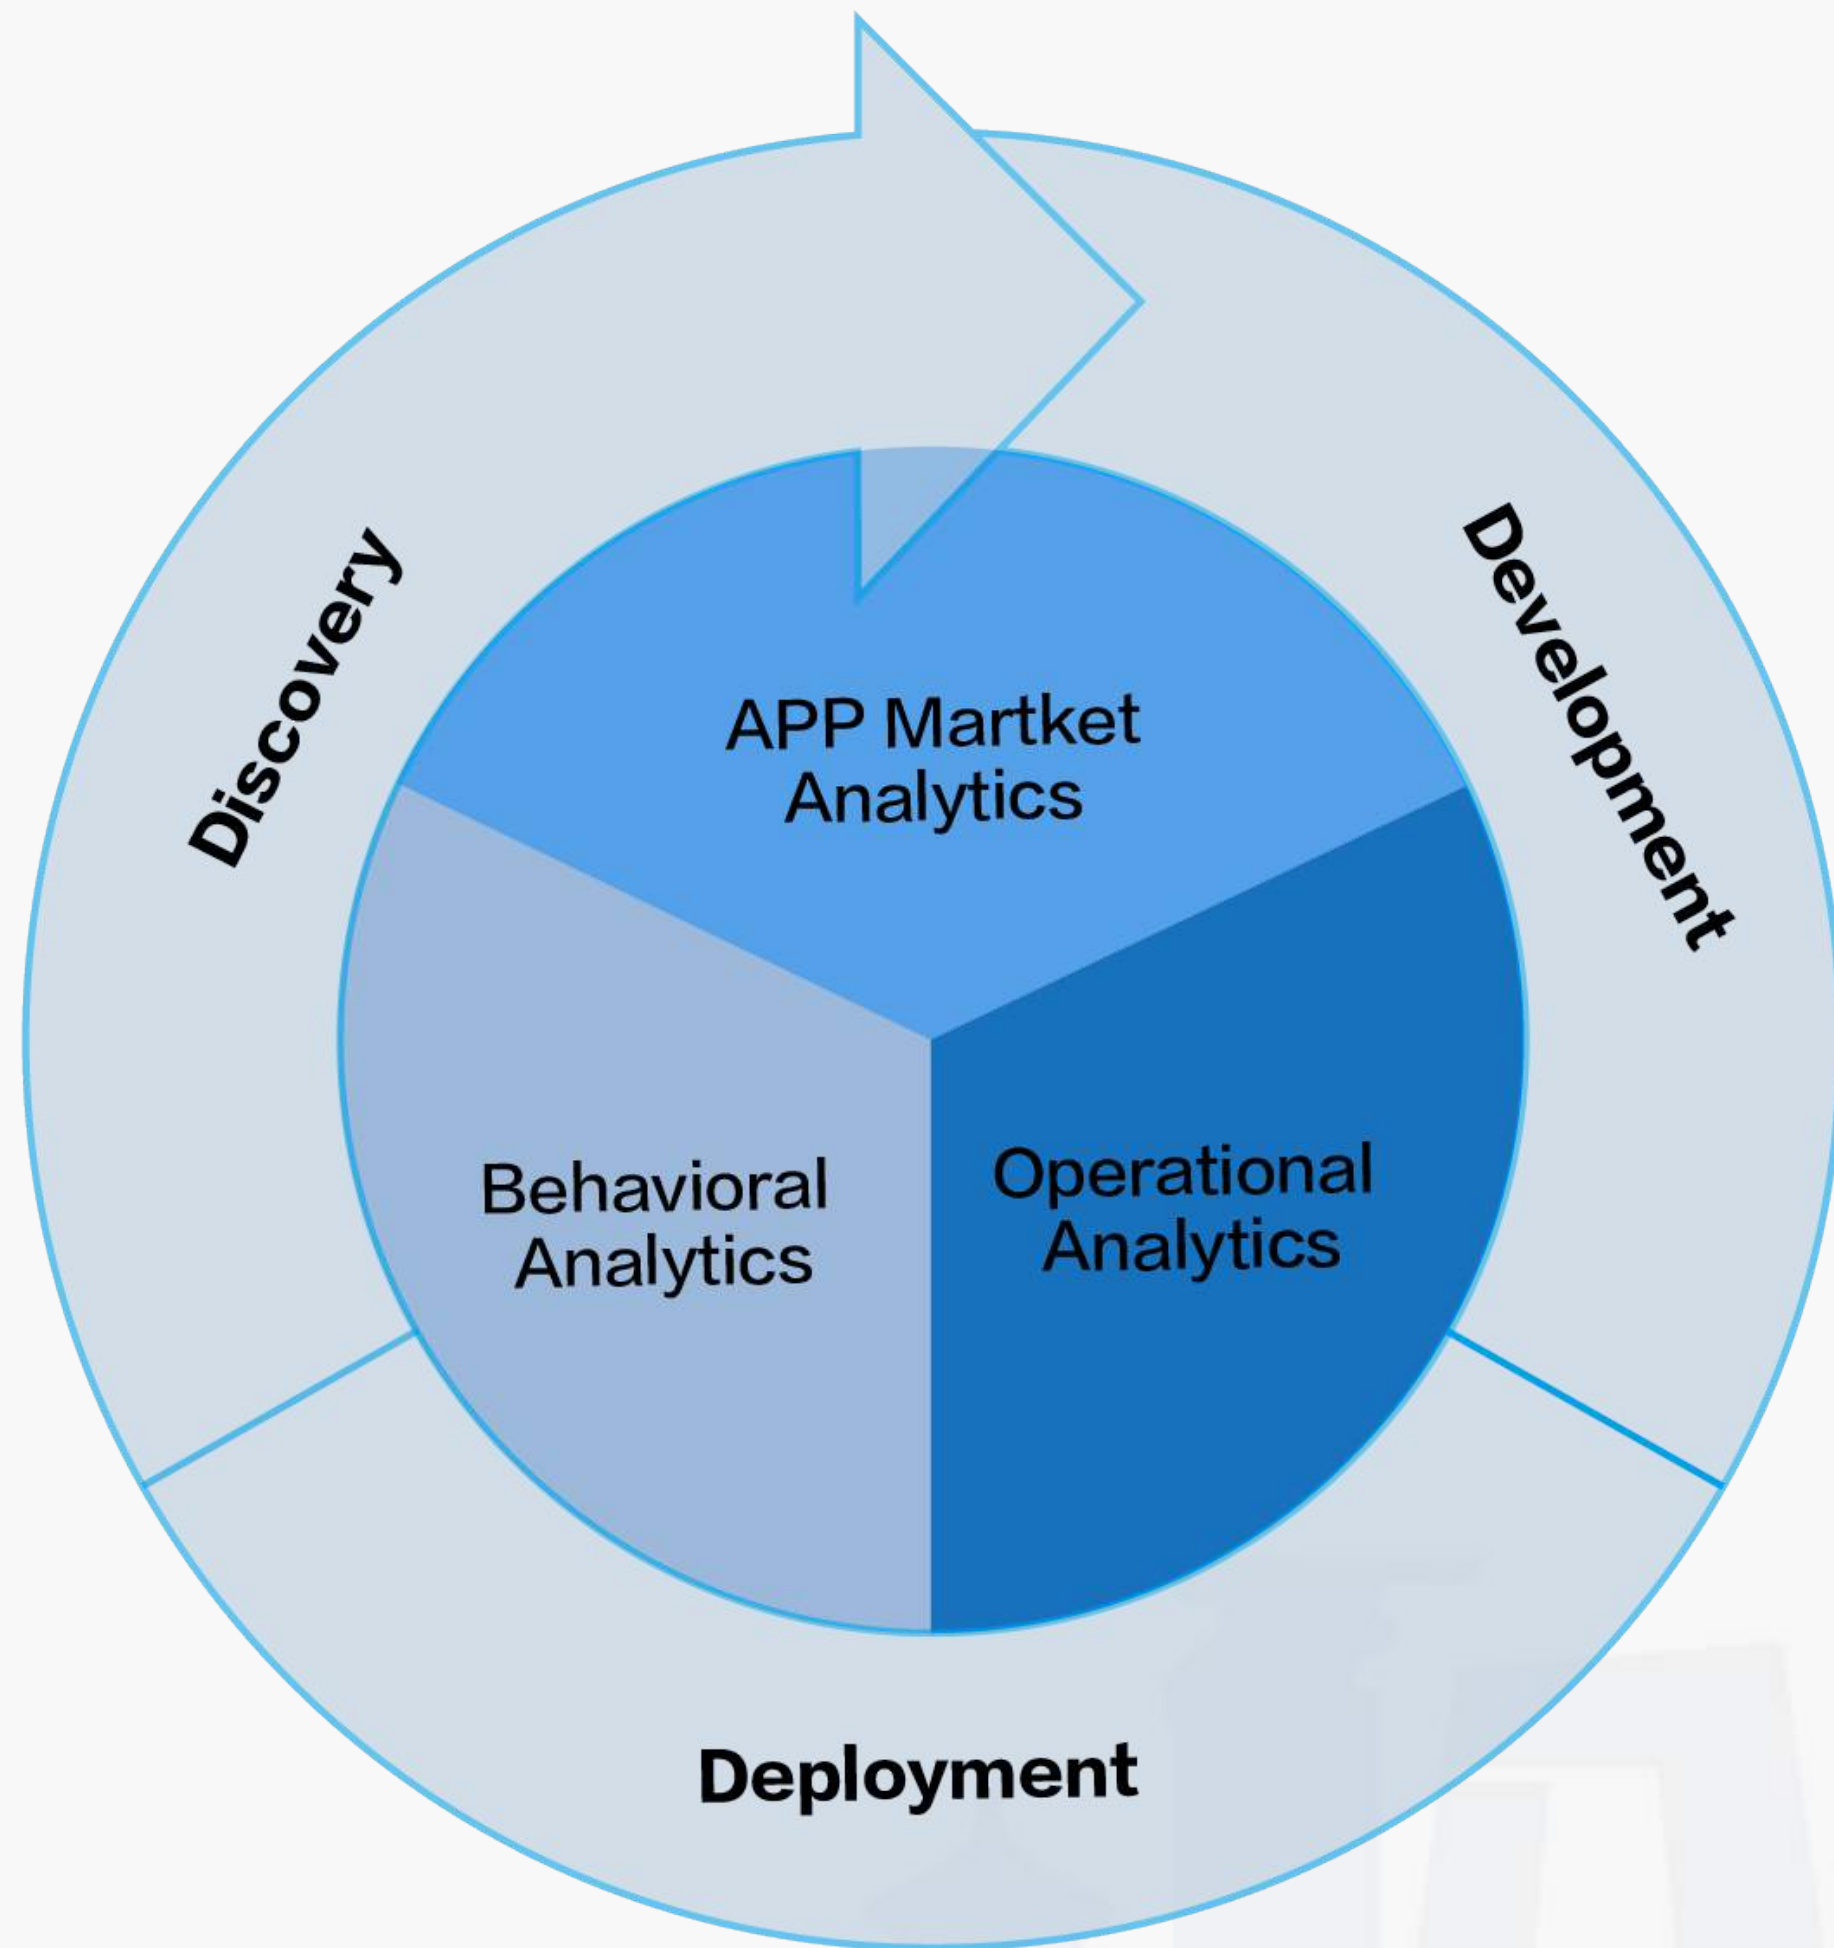 Discovery
Development
APP Martket
Analytics
Behavioral
Analytics
Operational
Analytics
Deployment